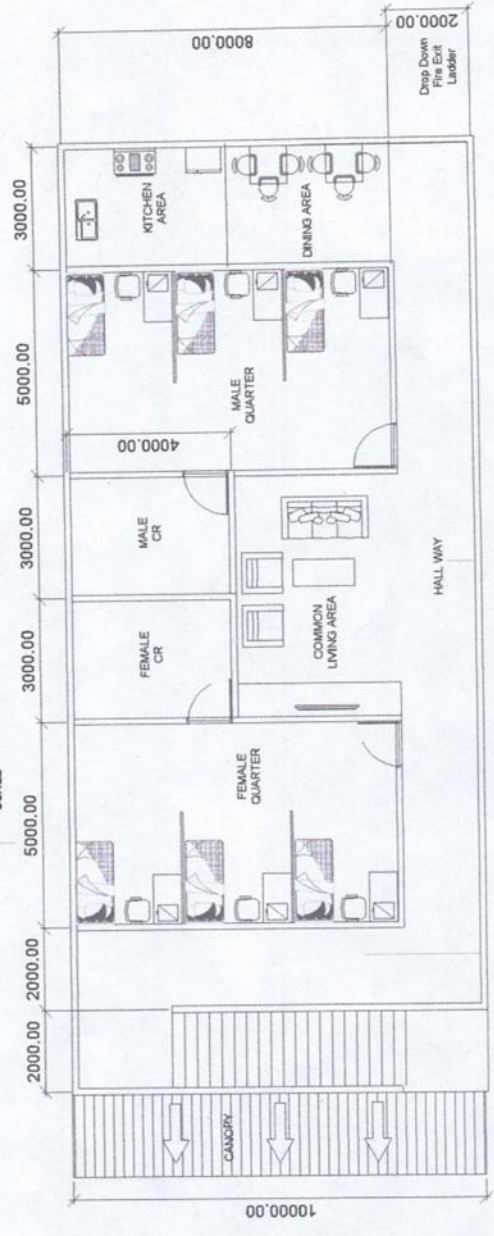 2000.00
2000.00
5000.00
3000.00
3000.00
5000.00
3000.00
10000.00
CANOPY
FEMALE
QUARTER
FEMALE
CR
MALE
CR
4000.00
MALE
QUARTER
KITCHEN
AREA
DINING AREA
8000.00
COMMON
LIVING AREA
HALL WAY
2000.00
Drop Down
Fire Exit
Ladder